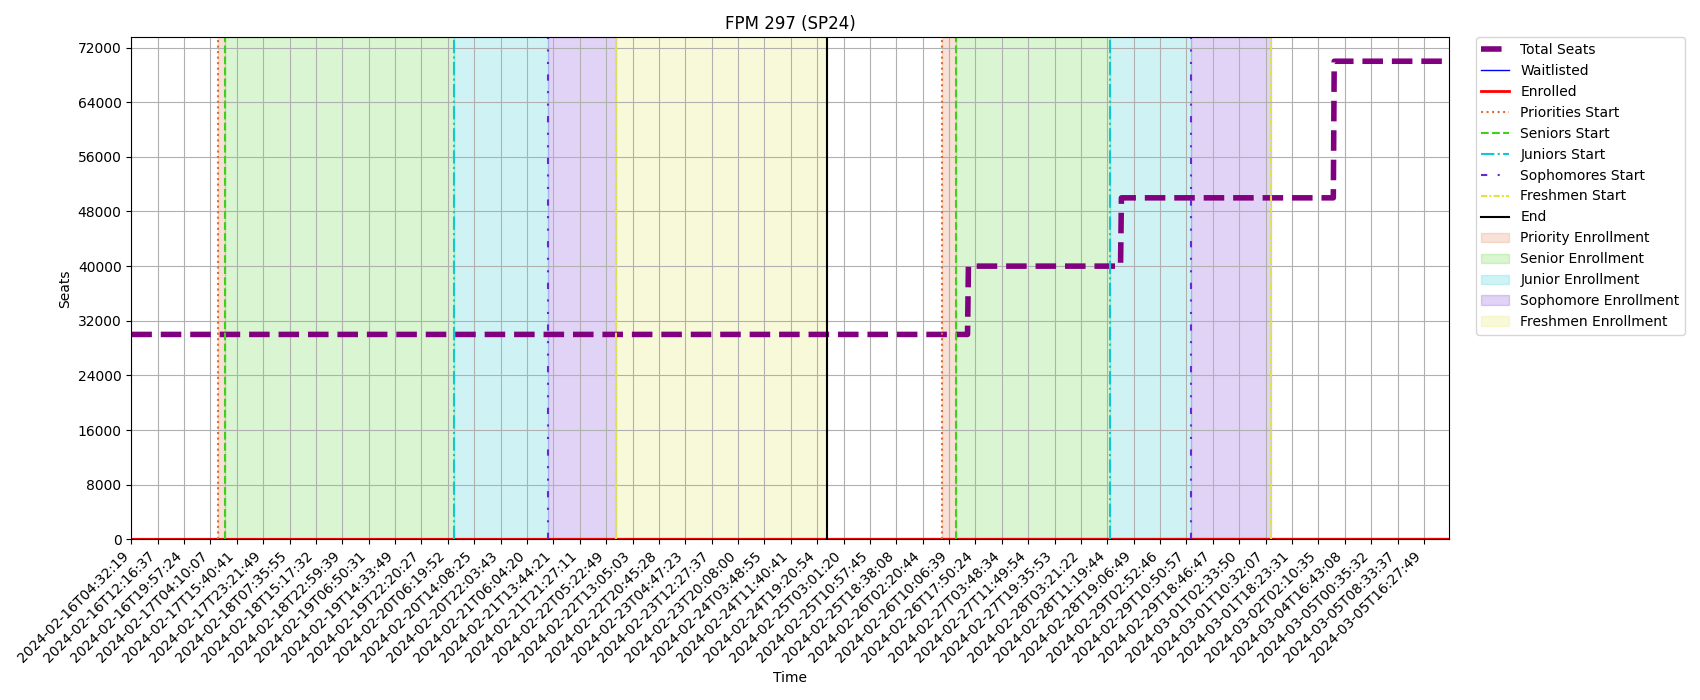 FPM 297 (SP24)
72000
64000
56000
48000
40000
32000
24000
16000
8000
0
Seats
2024-02-16T04:32:19
2024-02-16T12:16:37
2024-02-16T19:57:24
2024-02-17T04:10:07
2024-02-17T15:40:41
2024-02-17T23:21:49
2024-02-18T07:35:55
2024-02-18T15:17:32
2024-02-18T22:59:39
2024-02-19T06:50:31
2024-02-19T14:33:49
2024-02-19T22:20:27
2024-02-20T06:19:52
2024-02-20T14:08:25
2024-02-20T22:03:43
2024-02-21T06:04:20
2024-02-21T13:44:21
2024-02-21T21:27:11
2024-02-22T05:22:49
2024-02-22T13:05:03
2024-02-22T20:45:28
2024-02-23T04:47:23
2024-02-23T12:27:37
2024-02-23T20:08:00
2024-02-24T03:48:55
2024-02-24T11:40:41
2024-02-24T19:20:54
2024-02-25T03:01:20
2024-02-25T10:57:45
2024-02-25T18:38:08
2024-02-26T02:20:44
2024-02-26T10:06:39
2024-02-26T17:50:24
2024-02-27T03:48:34
2024-02-27T11:49:54
2024-02-27T19:35:53
2024-02-28T03:21:22
2024-02-28T11:19:44
2024-02-28T19:06:49
2024-02-29T02:52:46
2024-02-29T10:50:57
2024-02-29T18:46:47
2024-03-01T02:33:50
2024-03-01T10:32:07
2024-03-01T18:23:31
2024-03-02T02:10:35
2024-03-04T16:43:08
2024-03-05T00:35:32
2024-03-05T08:33:37
2024-03-05T16:27:49
Time
Total Seats
Waitlisted
Enrolled
Priorities Start
Seniors Start
Juniors Start
Sophomores Start
Freshmen Start
End
Priority Enrollment
Senior Enrollment
Junior Enrollment
Sophomore Enrollment
Freshmen Enrollment